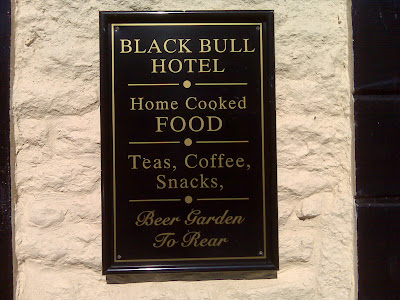 BLACK BULL
HOTEL
Home Cooked
FOOD
Teas, Coffee,
Snacks,
Beer Garden
To Rear